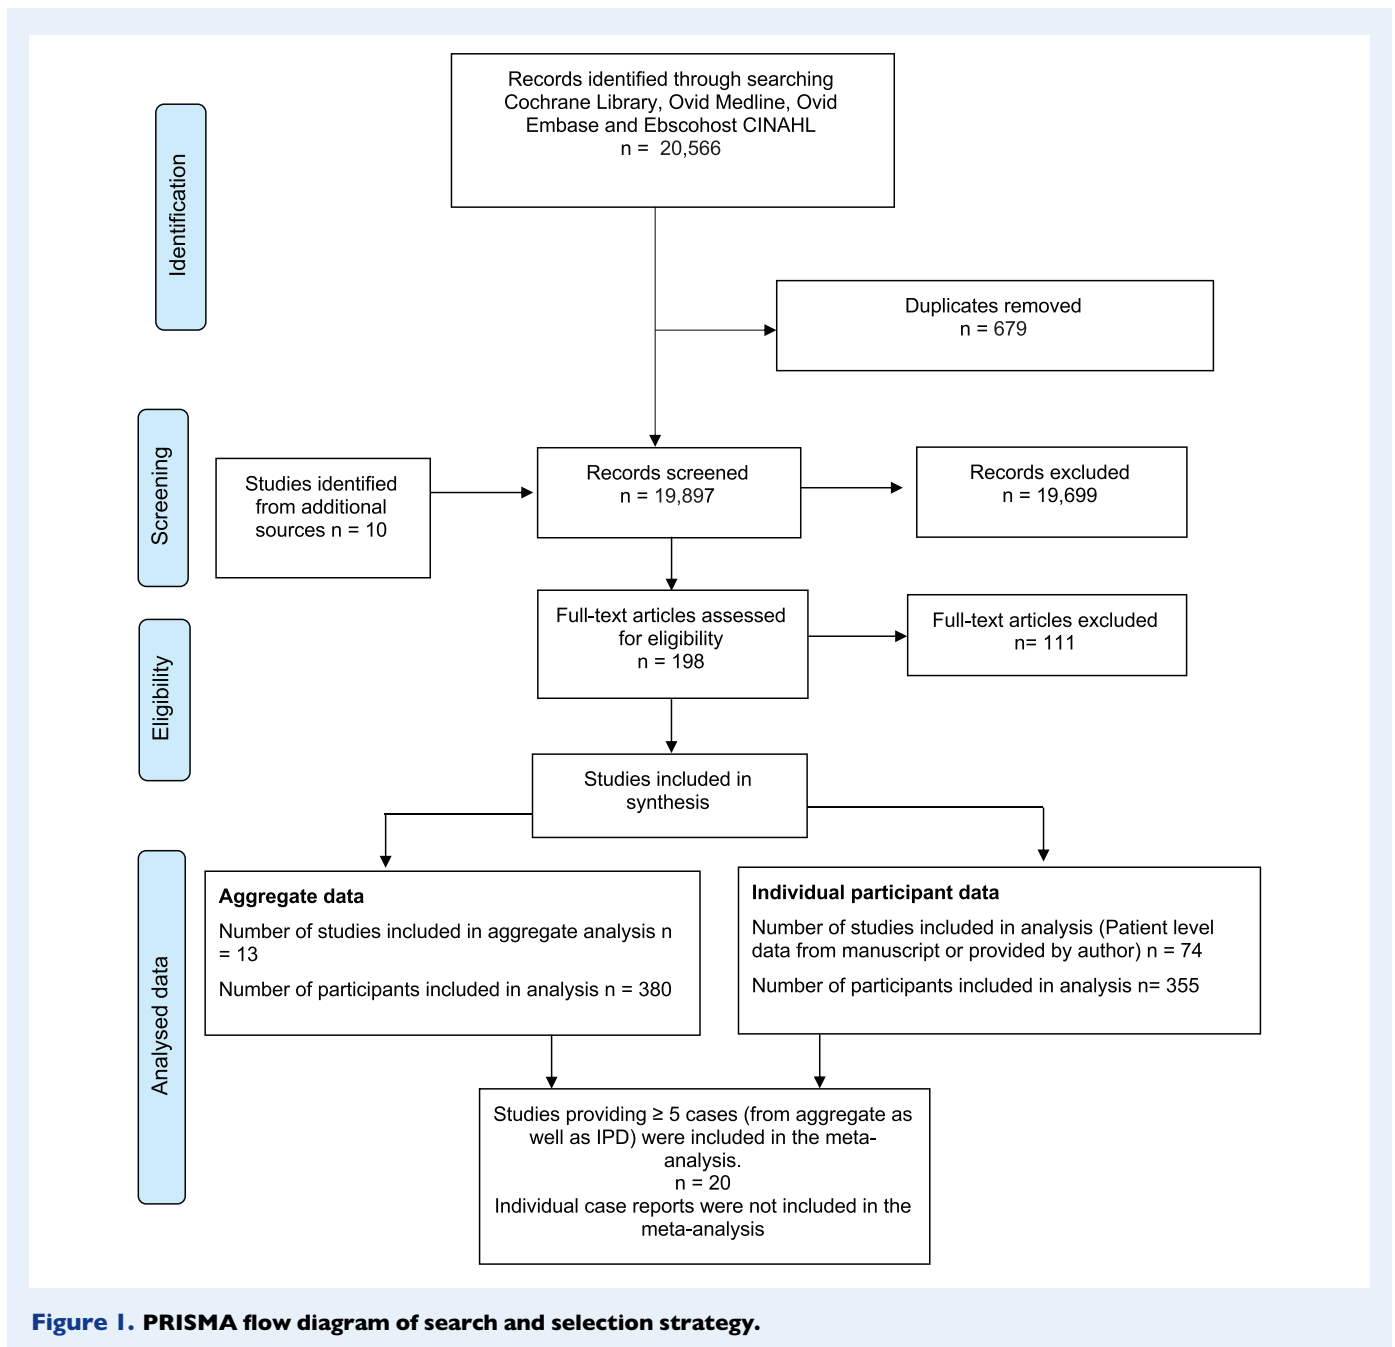 Identification
Records identified through searching
Cochrane Library, Ovid Medline, Ovid
Embase and Ebscohost CINAHL
n =  20,566
Duplicates removed
n = 679
Screening
Studies identified
from additional
sources n = 10
Records screened
n = 19,897
Records excluded
n = 19,699
Eligibility
Full-text articles assessed
for eligibility
n = 198
Full-text articles excluded
n= 111
Studies included in
synthesis
Analysed data
Aggregate data
Number of studies included in aggregate analysis n
= 13
Number of participants included in analysis n = 380
Individual participant data
Number of studies included in analysis (Patient level
data from manuscript or provided by author) n = 74
Number of participants included in analysis n= 355
Studies providing ≥ 5 cases (from aggregate as
well as IPD) were included in the meta-
analysis.
n = 20
Individual case reports were not included in the
meta-analysis
Figure 1. PRISMA flow diagram of search and selection strategy.